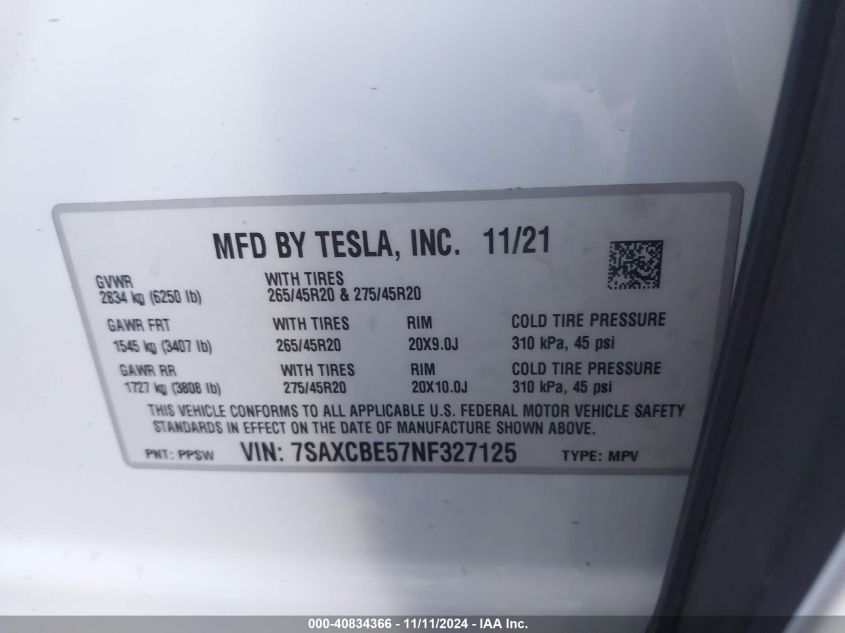 MFD BY TESLA, INC. 11/21
GVWR WITH TIRES
2834 kg (6250 lb) 265/45R20 & 275/45R20
GAWR FRT WITH TIRES RIM COLD TIRE PRESSURE
1545 kg (3407 lb) 265/45R20 20X9.0J 310 kPa, 45 psi
GAWR RR WITH TIRES RIM COLD TIRE PRESSURE
1727 kg (3808 lb) 275/45R20 20X10.0J 310 kPa, 45 psi
THIS VEHICLE CONFORMS TO ALL APPLICABLE U.S. FEDERAL MOTOR VEHICLE SAFETY
STANDARDS IN EFFECT ON THE DATE OF MANUFACTURE SHOWN ABOVE.
PNT: PPSW VIN: 7SAXCBE57NF327125 TYPE: MPV
000-40834366 - 11/11/2024 - IAA Inc.